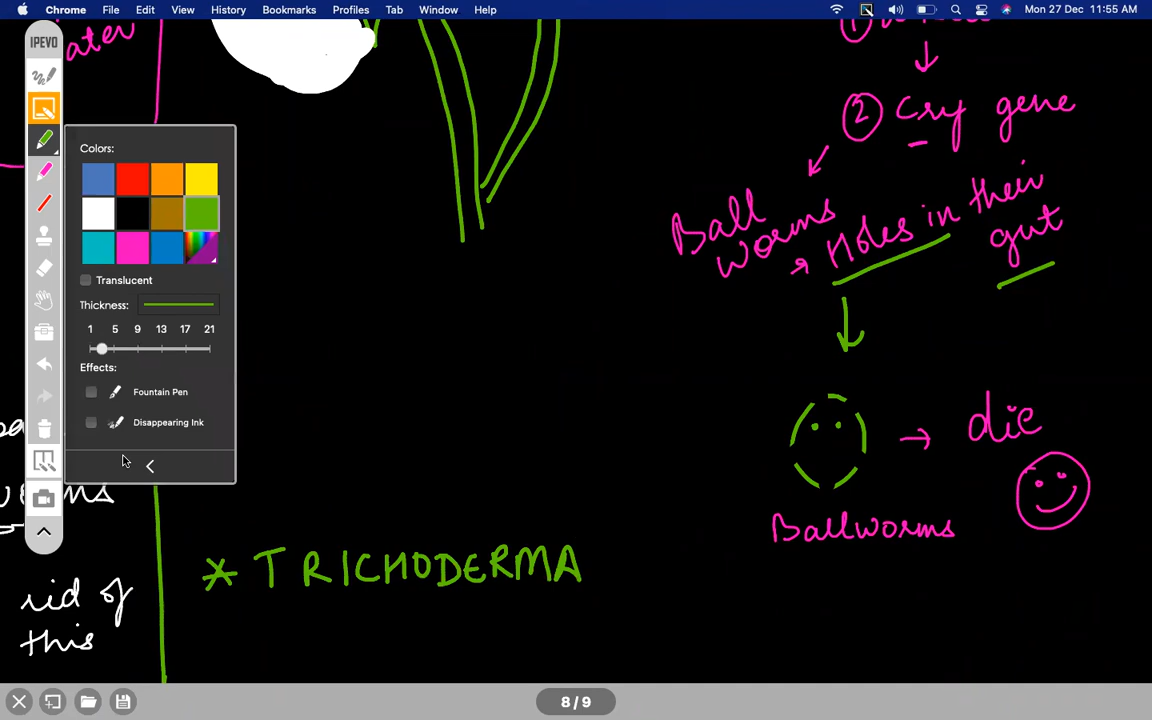 Chrome File Edit View History Bookmarks Profiles Tab Window Help Mon 27 Dec 11:55 AM
IPEVO
ater
Colors:
Translucent
Thickness:
1 5 9 13 17 21
Effects:
Fountain Pen
Disappearing Ink
rid of
this
* TRICHODERMA
① 
② Cry gene
Ball
worms
→ Holes in their
gut
→ die
Ballworms
8 / 9